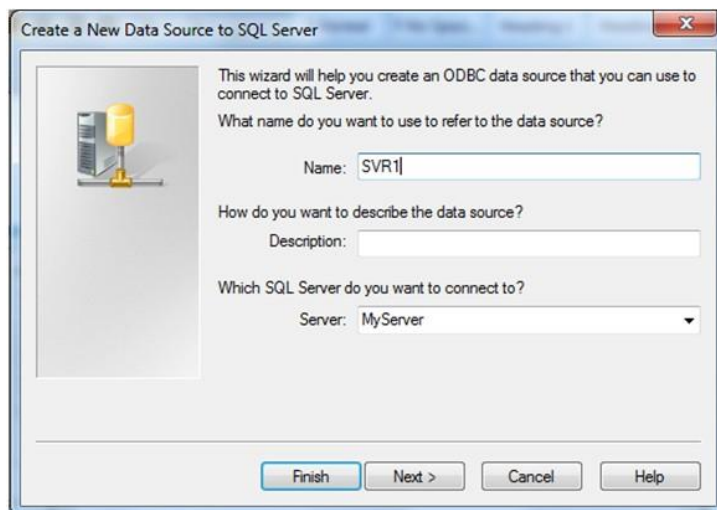 Create a New Data Source to SQL Server
This wizard will help you create an ODBC data source that you can use to
connect to SQL Server.
What name do you want to use to refer to the data source?
Name: SVR1
How do you want to describe the data source?
Description:
Which SQL Server do you want to connect to?
Server: MyServer
Finish Next > Cancel Help